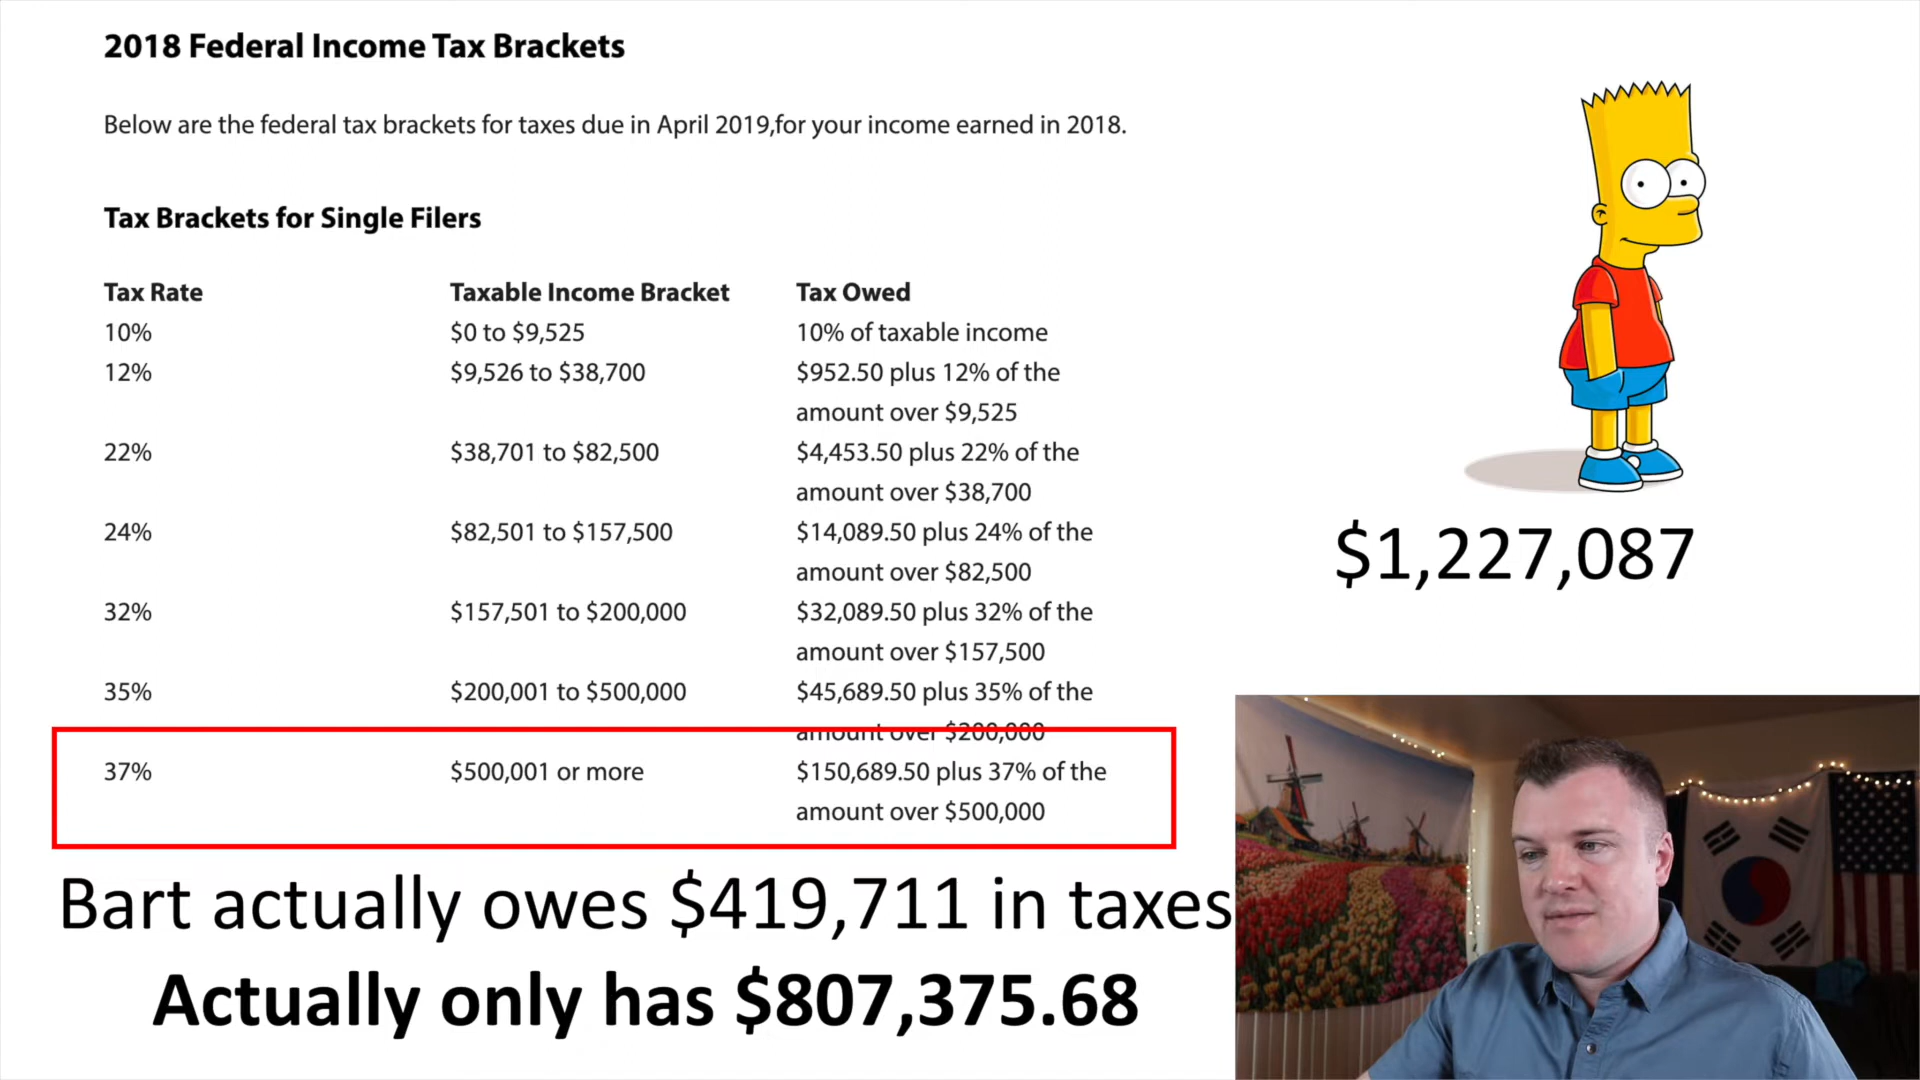 2018 Federal Income Tax Brackets
Below are the federal tax brackets for taxes due in April 2019,for your income earned in 2018.
Tax Brackets for Single Filers
Tax Rate Taxable Income Bracket Tax Owed
10% $0 to $9,525 10% of taxable income
12% $9,526 to $38,700 $952.50 plus 12% of the
amount over $9,525
22% $38,701 to $82,500 $4,453.50 plus 22% of the
amount over $38,700
24% $82,501 to $157,500 $14,089.50 plus 24% of the
amount over $82,500
32% $157,501 to $200,000 $32,089.50 plus 32% of the
amount over $157,500
35% $200,001 to $500,000 $45,689.50 plus 35% of the
amount over $200,000
37% $500,001 or more $150,689.50 plus 37% of the
amount over $500,000
$1,227,087
Bart actually owes $419,711 in taxes
Actually only has $807,375.68